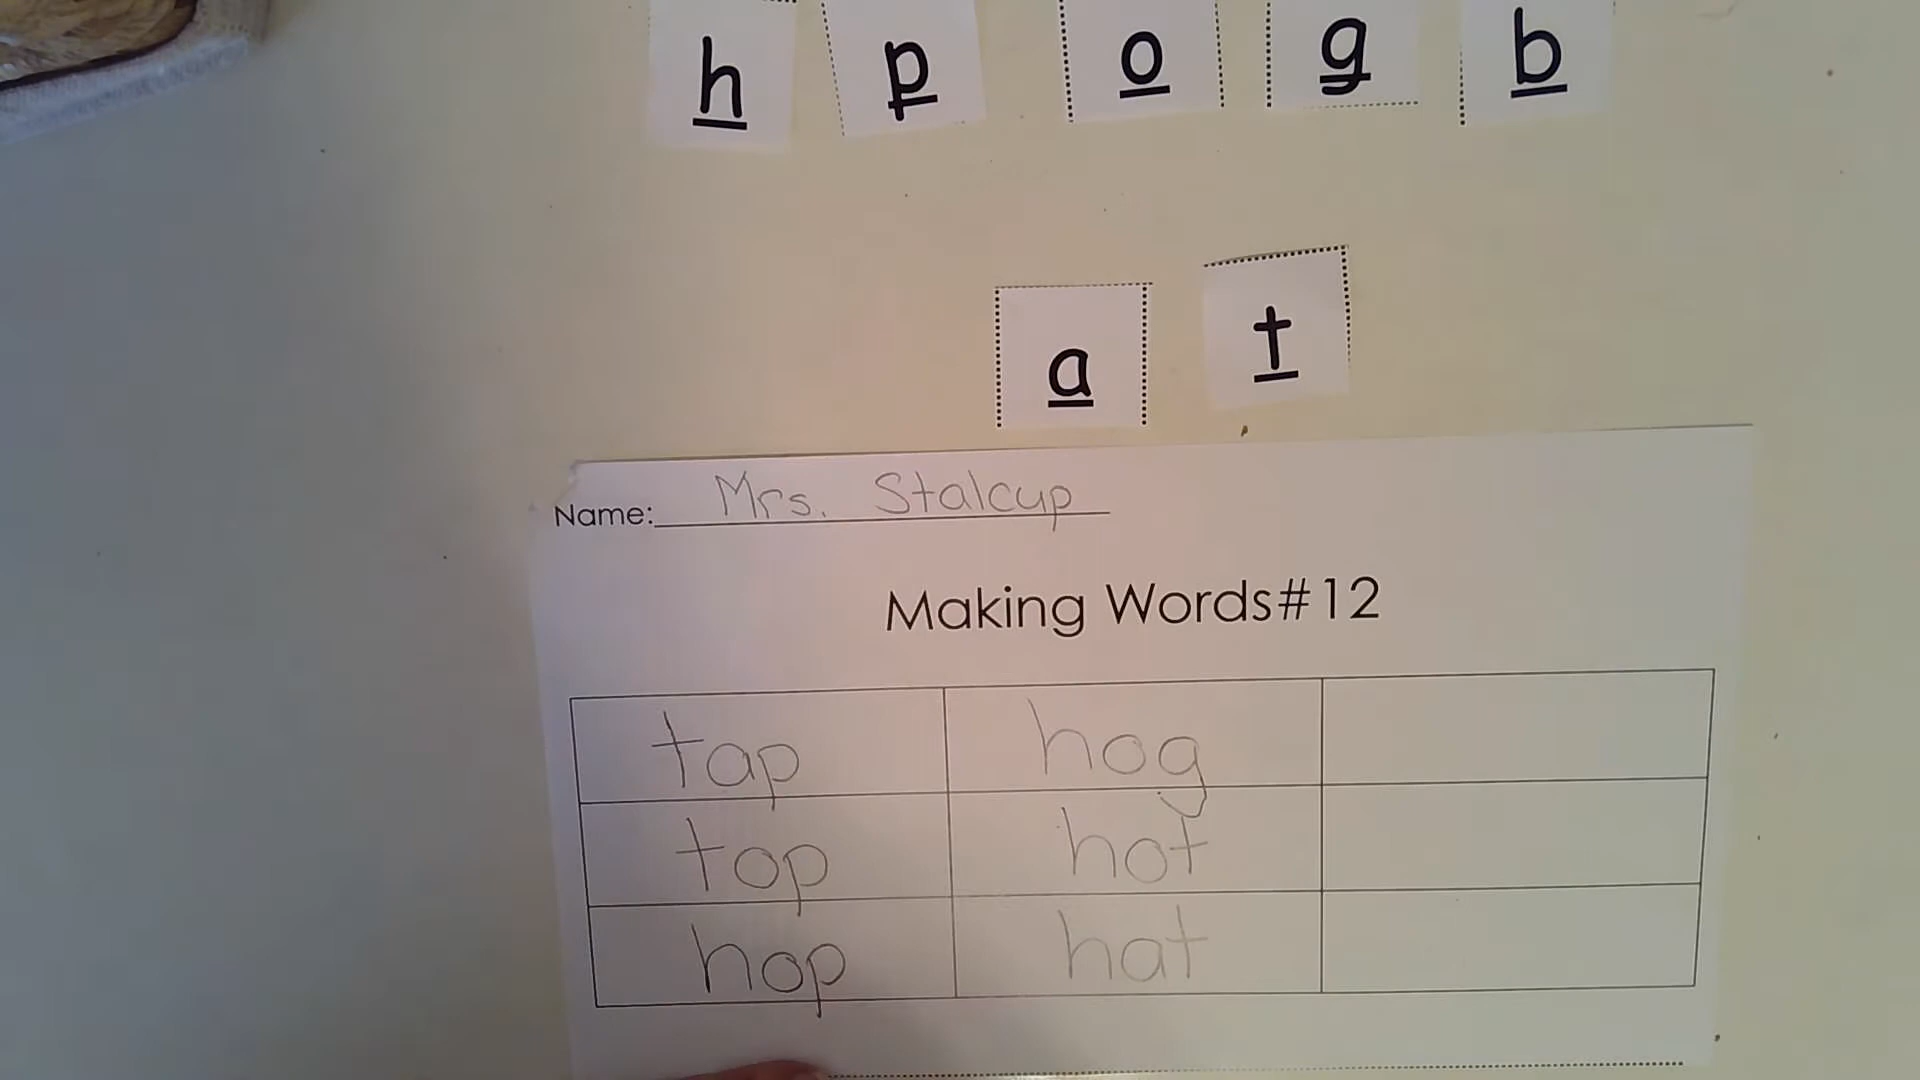 h p o g b
a t
Name: Mrs. Stalcup
Making Words#12
tap hog
top hot
hop hat